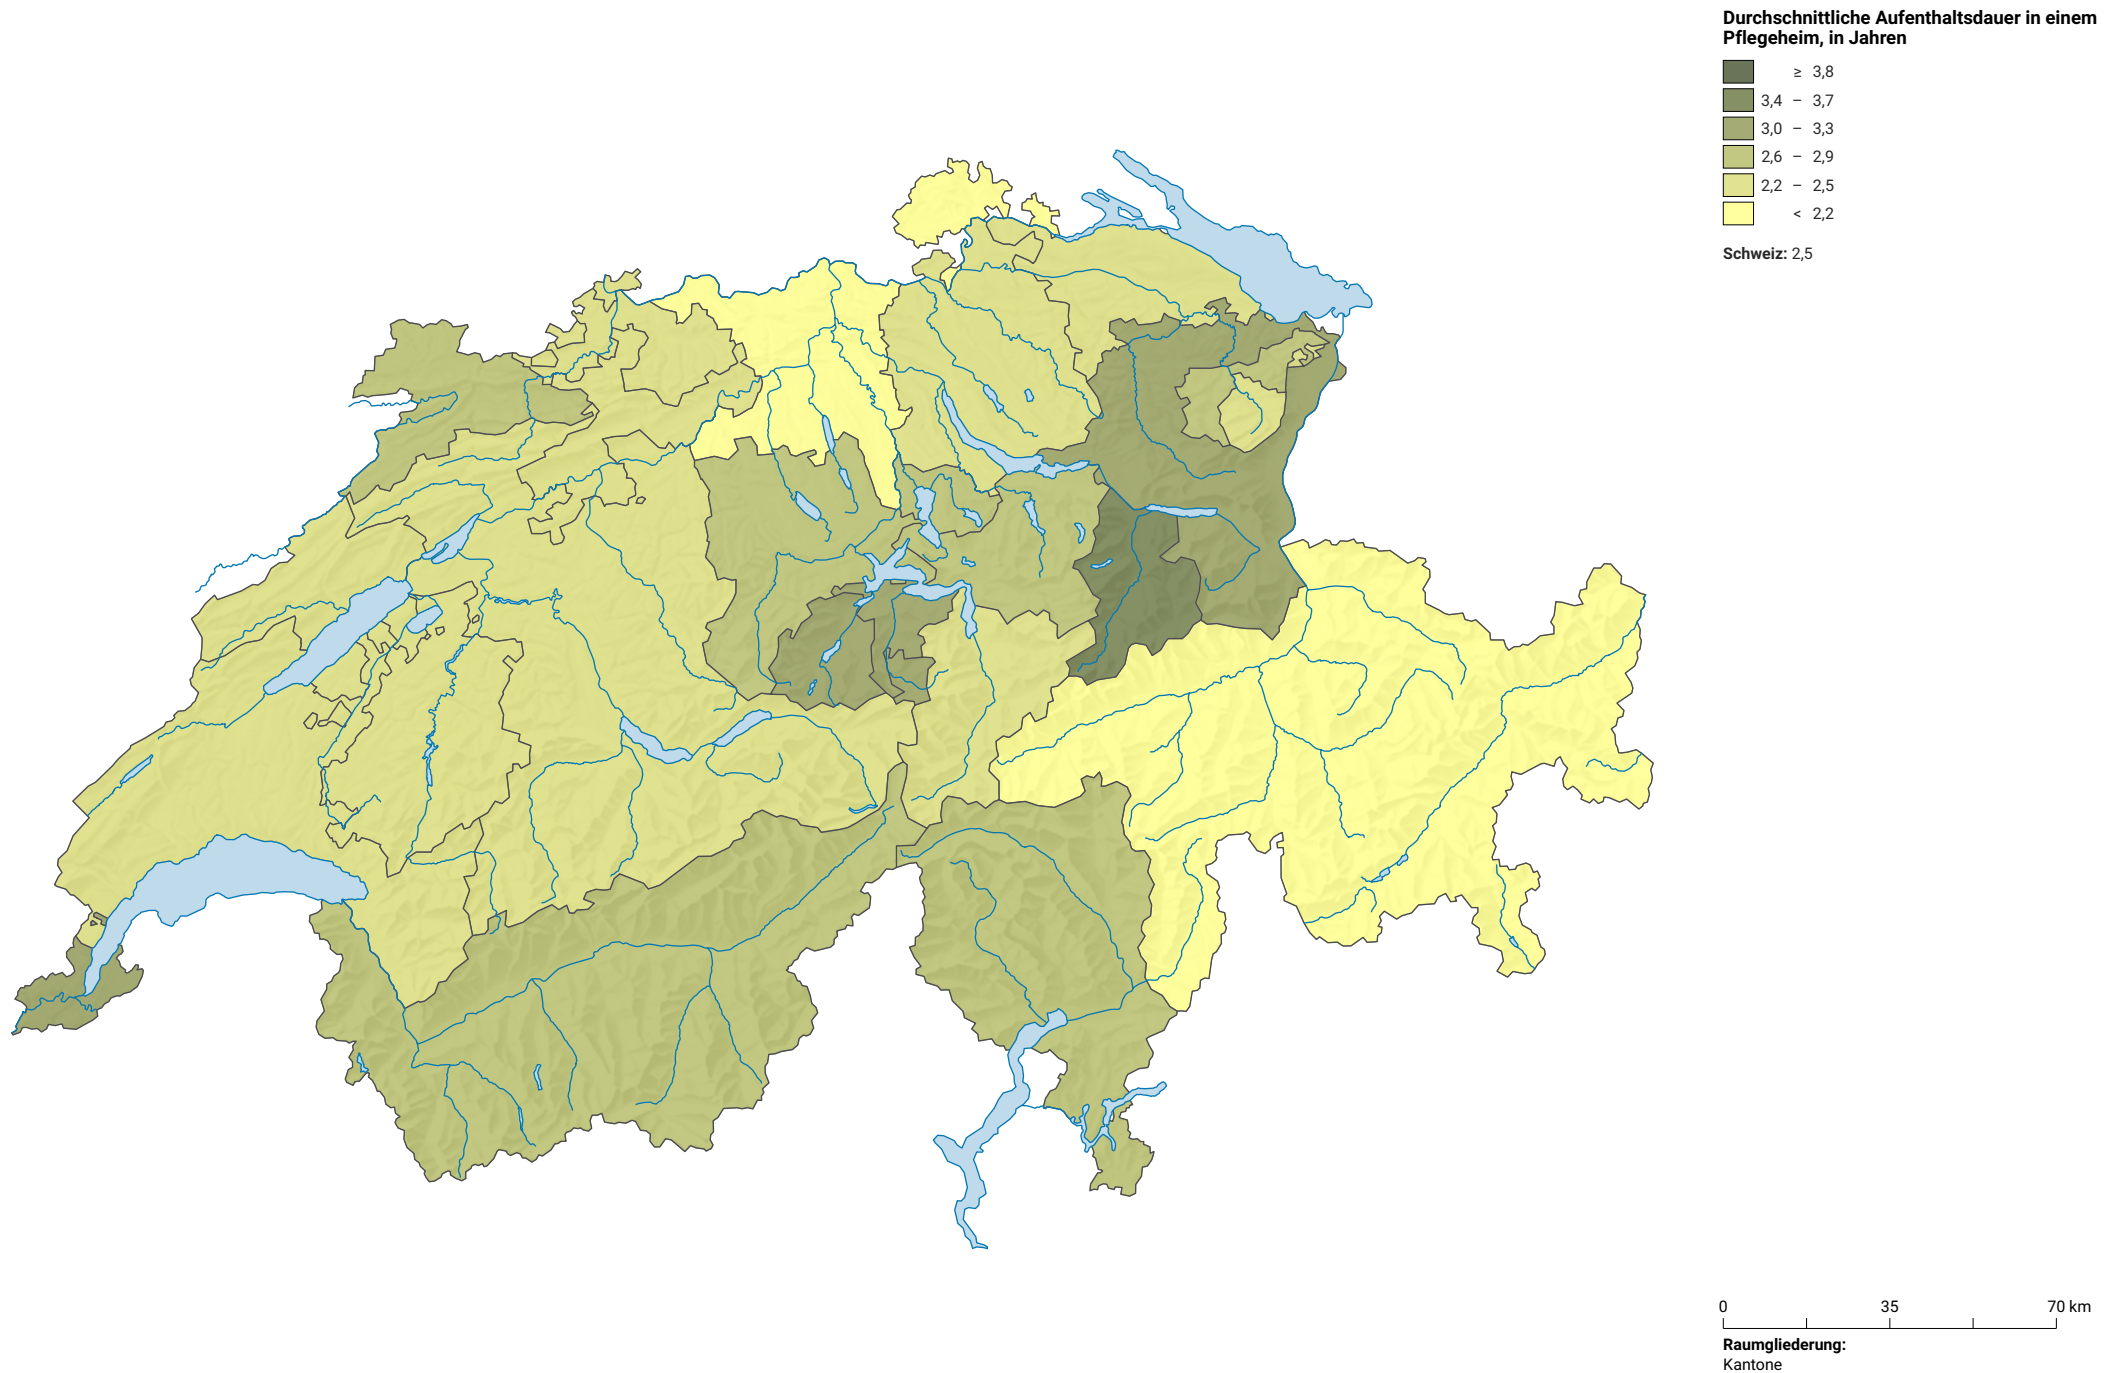 Durchschnittliche Aufenthaltsdauer in einem
Pflegeheim, in Jahren
≥ 3,8
3,4 – 3,7
3,0 – 3,3
2,6 – 2,9
2,2 – 2,5
< 2,2
Schweiz: 2,5
0 35 70 km
Raumgliederung:
Kantone